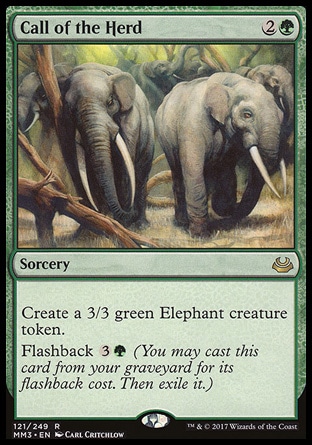 Call of the Herd 2
Sorcery
Create a 3/3 green Elephant creature
token.
Flashback 3 (You may cast this
card from your graveyard for its
flashback cost. Then exile it.)
121/249 R
MM3 • EN Carl Critchlow
™ & © 2017 Wizards of the Coast